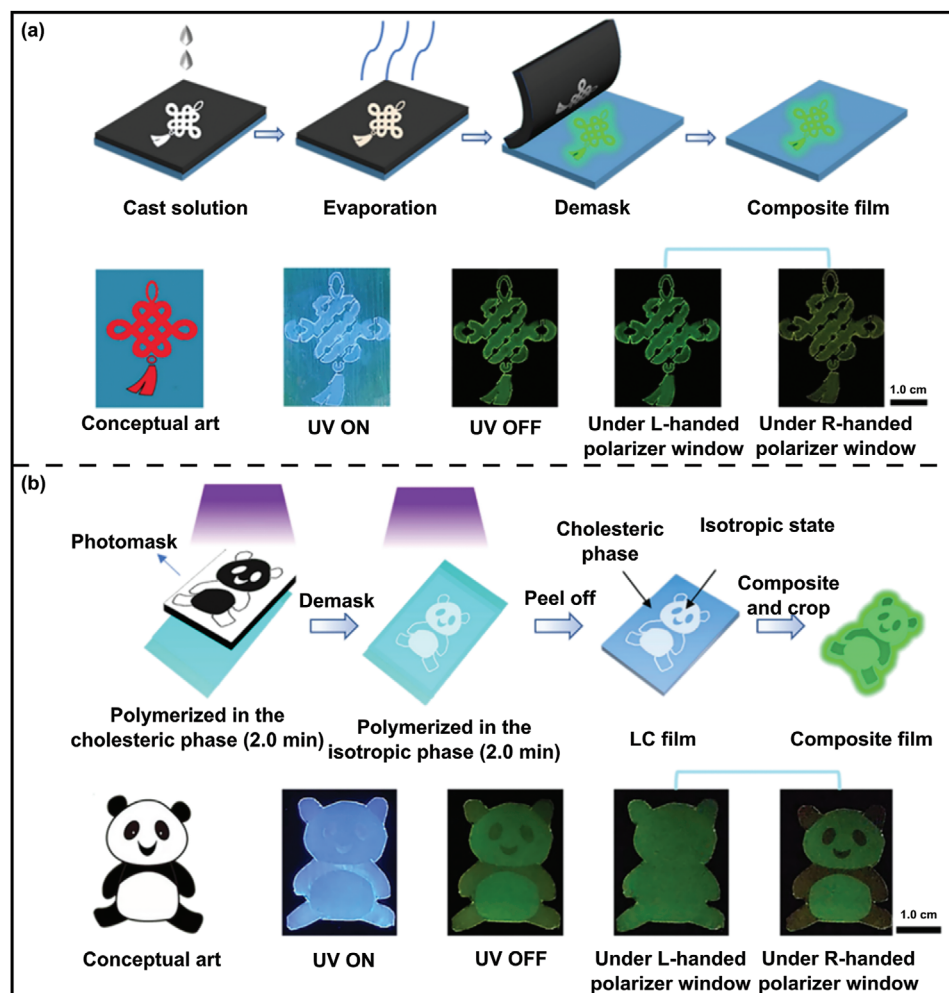 (a)
Cast solution
Evaporation
Demask
Composite film
Conceptual art
UV ON
UV OFF
Under L-handed
polarizer window
Under R-handed
polarizer window
1.0 cm
(b)
Photomask
Demask
Peel off
Cholesteric
phase
Isotropic state
Composite
and crop
Polymerized in the
cholesteric phase (2.0 min)
Polymerized in the
isotropic phase (2.0 min)
LC film
Composite film
Conceptual art
UV ON
UV OFF
Under L-handed
polarizer window
Under R-handed
polarizer window
1.0 cm